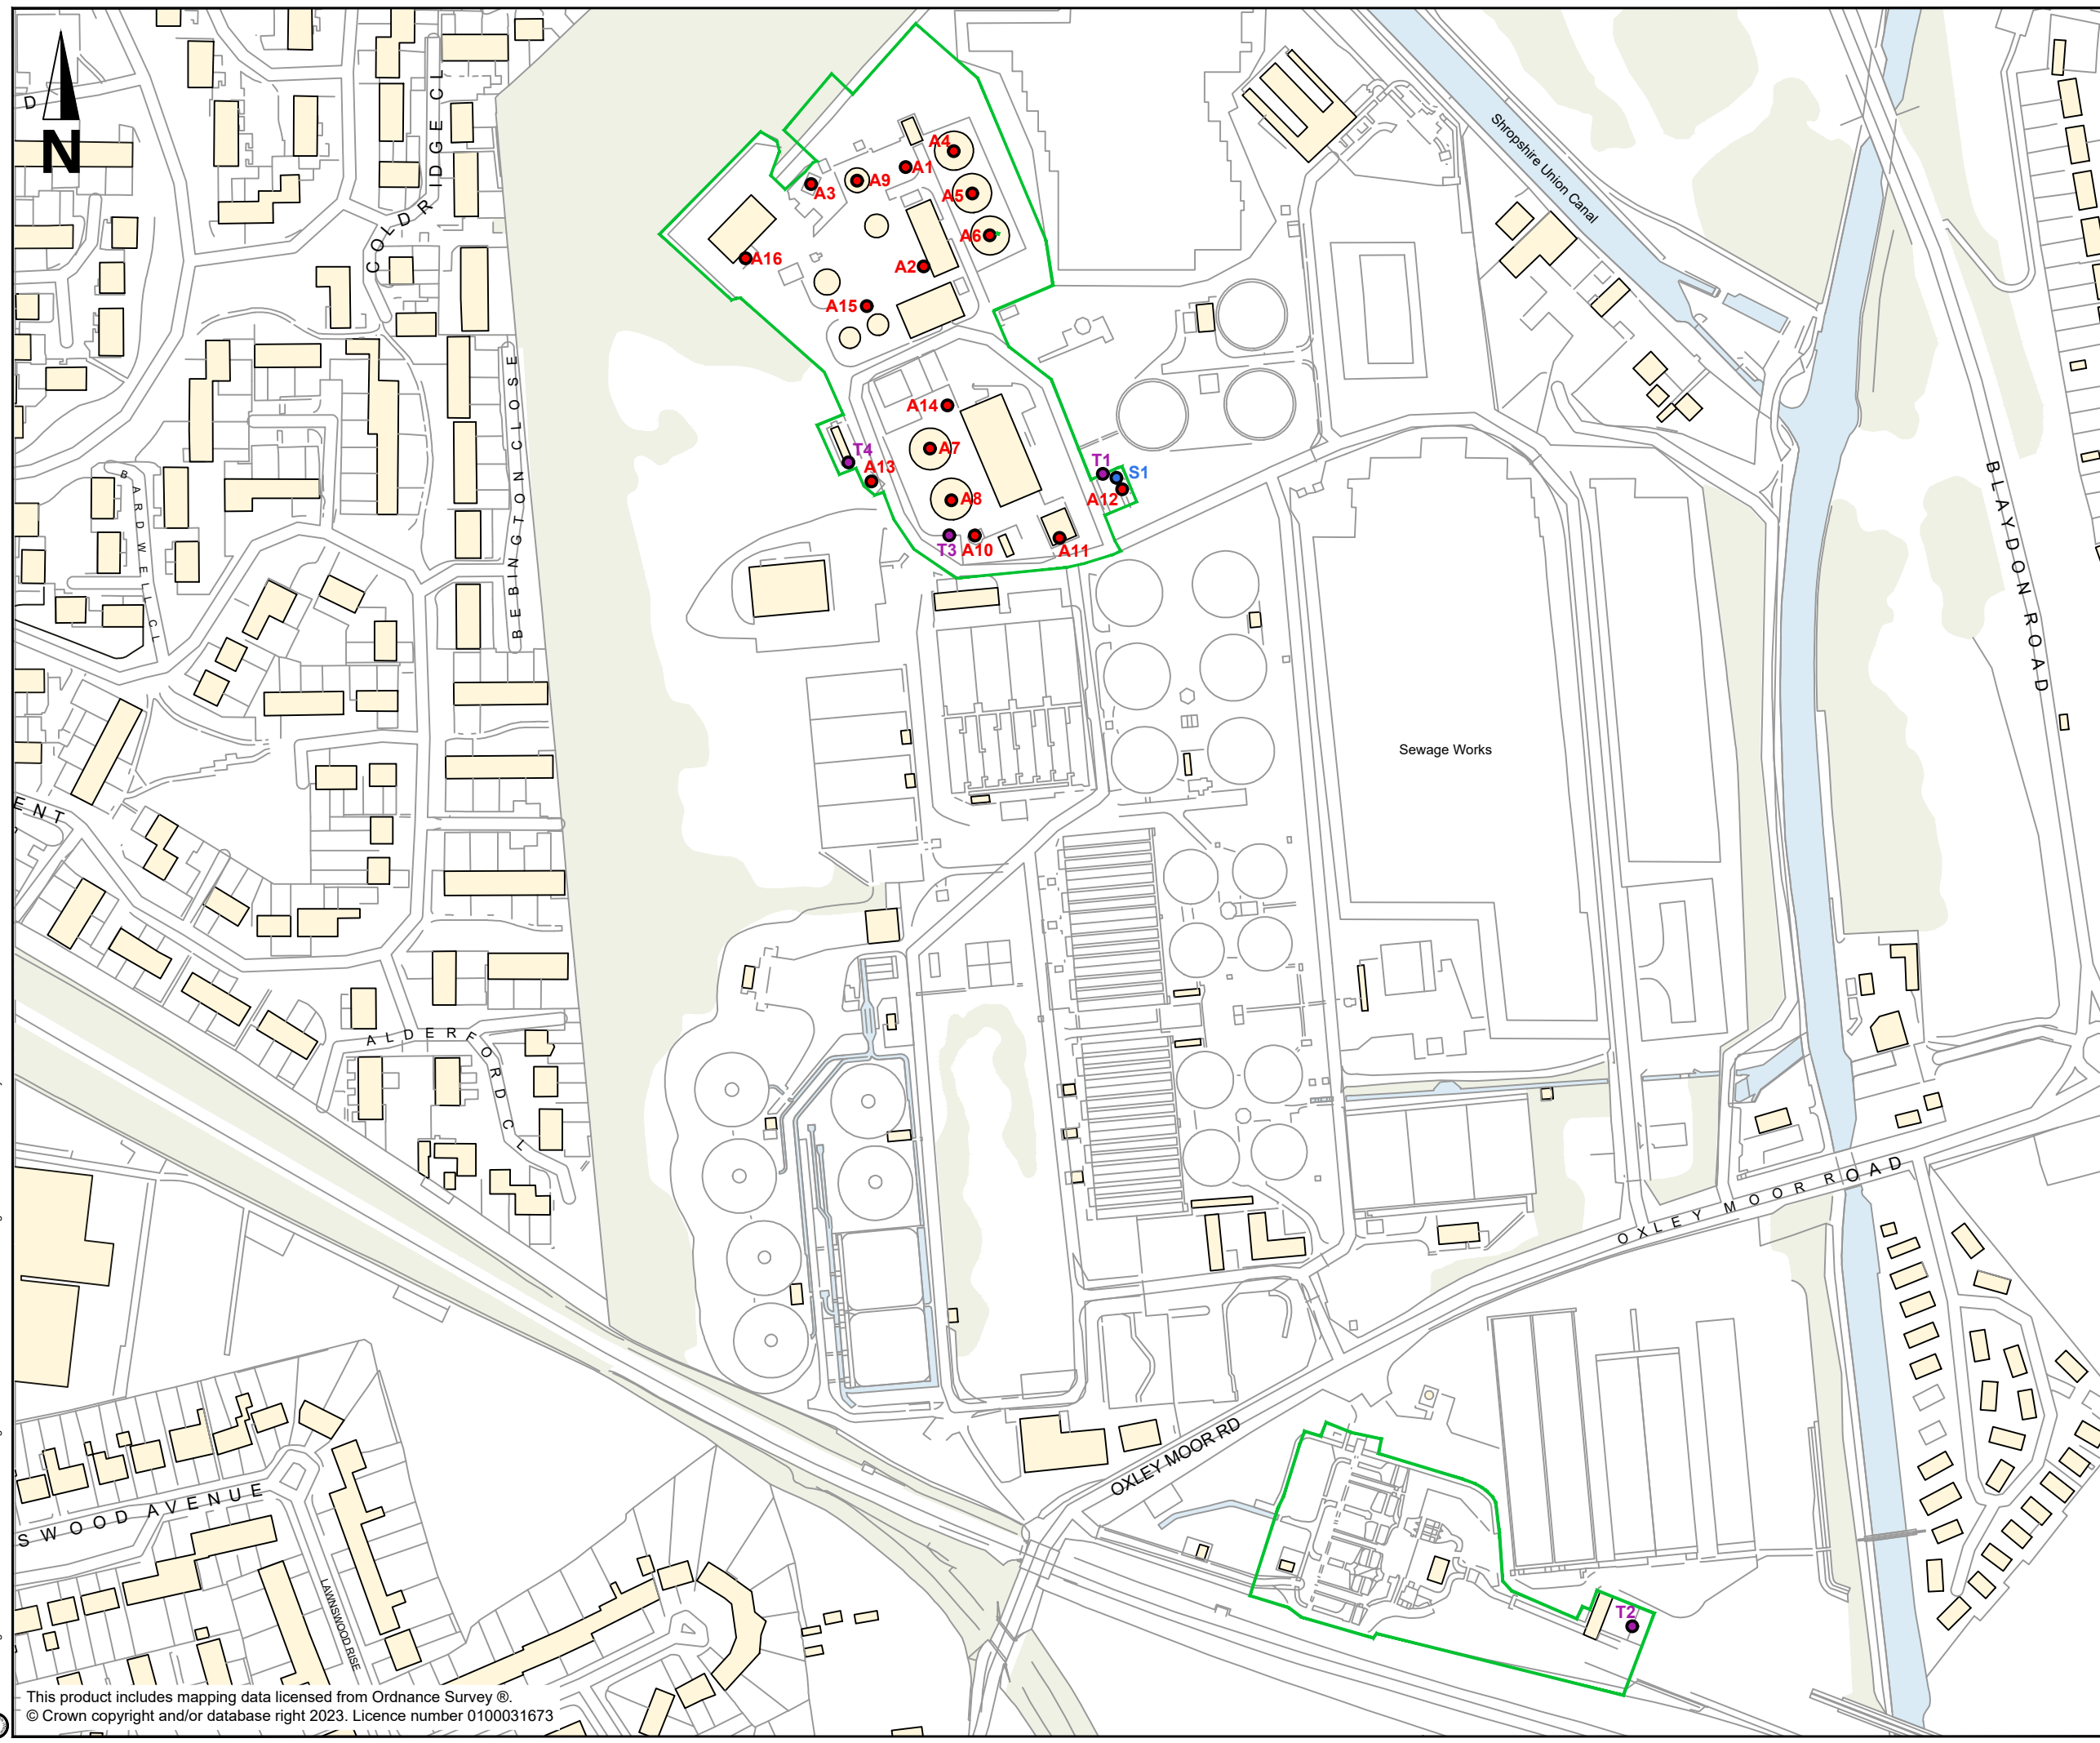 D
N
COLDRIDGE CL
Shropshire Union Canal
A4
A1
A9
A3
A5
A6
A16
A2
A15
BEBINGTON CLOSE
A14
A7
T4
A13
T1
S1
A12
A8
T3
A10
A11
BARDWELL CL
BLAYDON ROAD
Sewage Works
ENT
ALDERFORD CL
OXLEY MOOR ROAD
OXLEY MOOR RD
SWOOD AVENUE
LAWNSWOOD RISE
T2
This product includes mapping data licensed from Ordnance Survey ®.
© Crown copyright and/or database right 2023. Licence number 0100031673